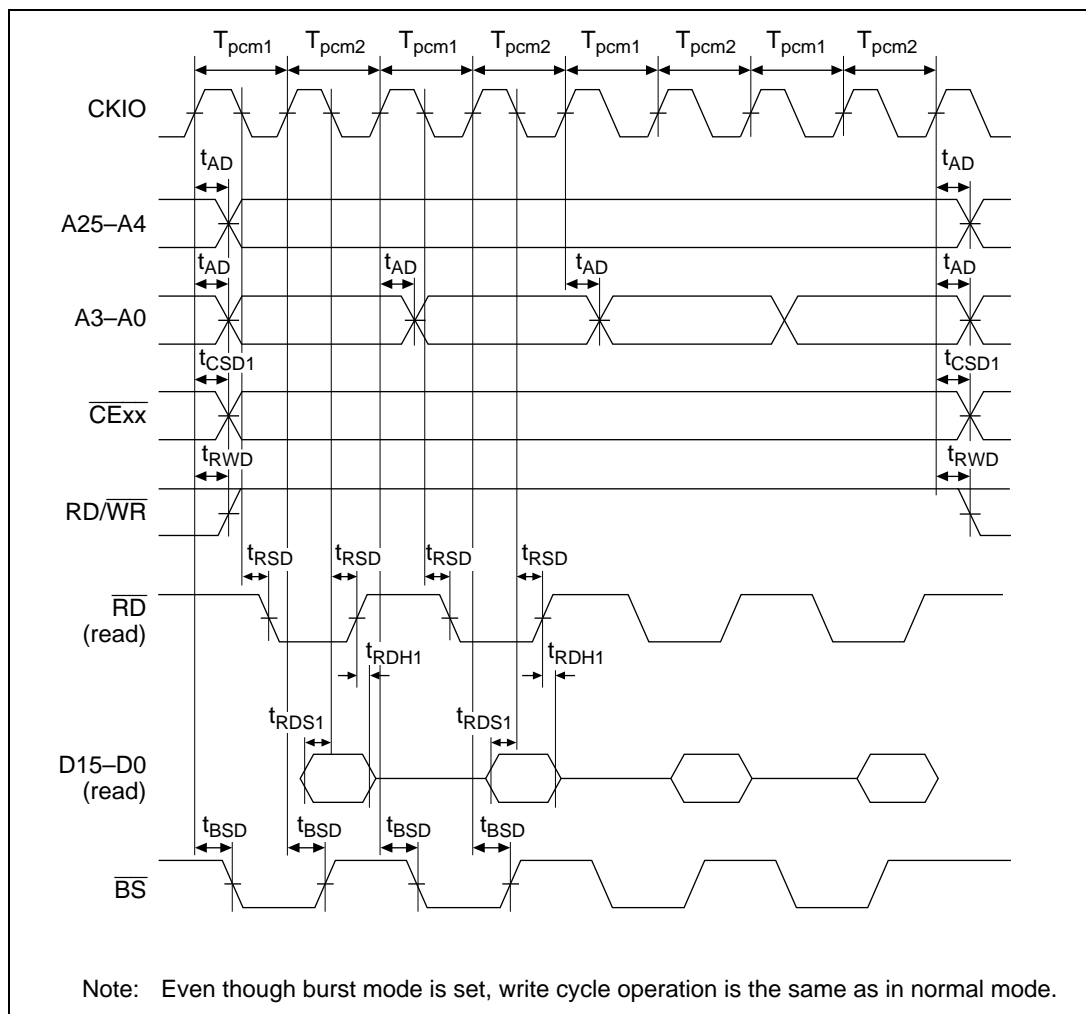 Tpcm1 Tpcm2 Tpcm1 Tpcm2 Tpcm1 Tpcm2 Tpcm1 Tpcm2
CKIO
tAD tAD
A25–A4
tAD tAD tAD tAD
A3–A0
tCSD1 tCSD1
CExx
tRWD tRWD
RD/WR
tRSD tRSD tRSD tRSD
RD
(read)
tRDH1 tRDH1
tRDS1 tRDS1
D15–D0
(read)
tBSD tBSD tBSD tBSD
BS
Note: Even though burst mode is set, write cycle operation is the same as in normal mode.